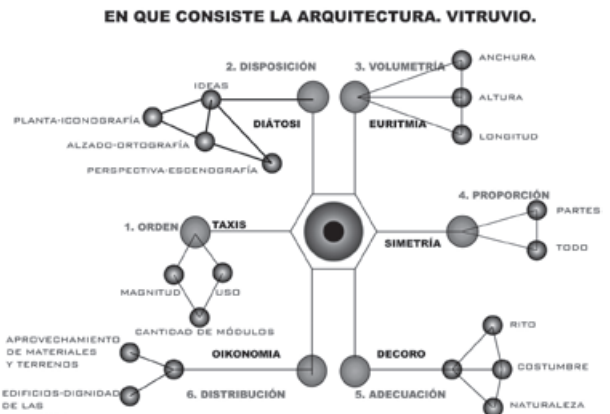 EN QUE CONSISTE LA ARQUITECTURA. VITRUVIO.
2. DISPOSICIÓN
IDEAS
PLANTA-ICONOGRAFÍA
DIÁTOSI
ALZADO-ORTOGRAFÍA
PERSPECTIVA-ESCENOGRAFÍA
3. VOLUMETRÍA
ANCHURA
ALTURA
EURITMIA
LONGITUD
1. ORDEN
TAXIS
MAGNITUD
USO
CANTIDAD DE MÓDULOS
4. PROPORCIÓN
PARTES
SIMETRÍA
TODO
APROVECHAMIENTO
DE MATERIALES
Y TERRENOS
OIKONOMIA
EDIFICIOS-DIGNIDAD
DE LAS
6. DISTRIBUCIÓN
DECORO
RITO
COSTUMBRE
5. ADECUACIÓN
NATURALEZA